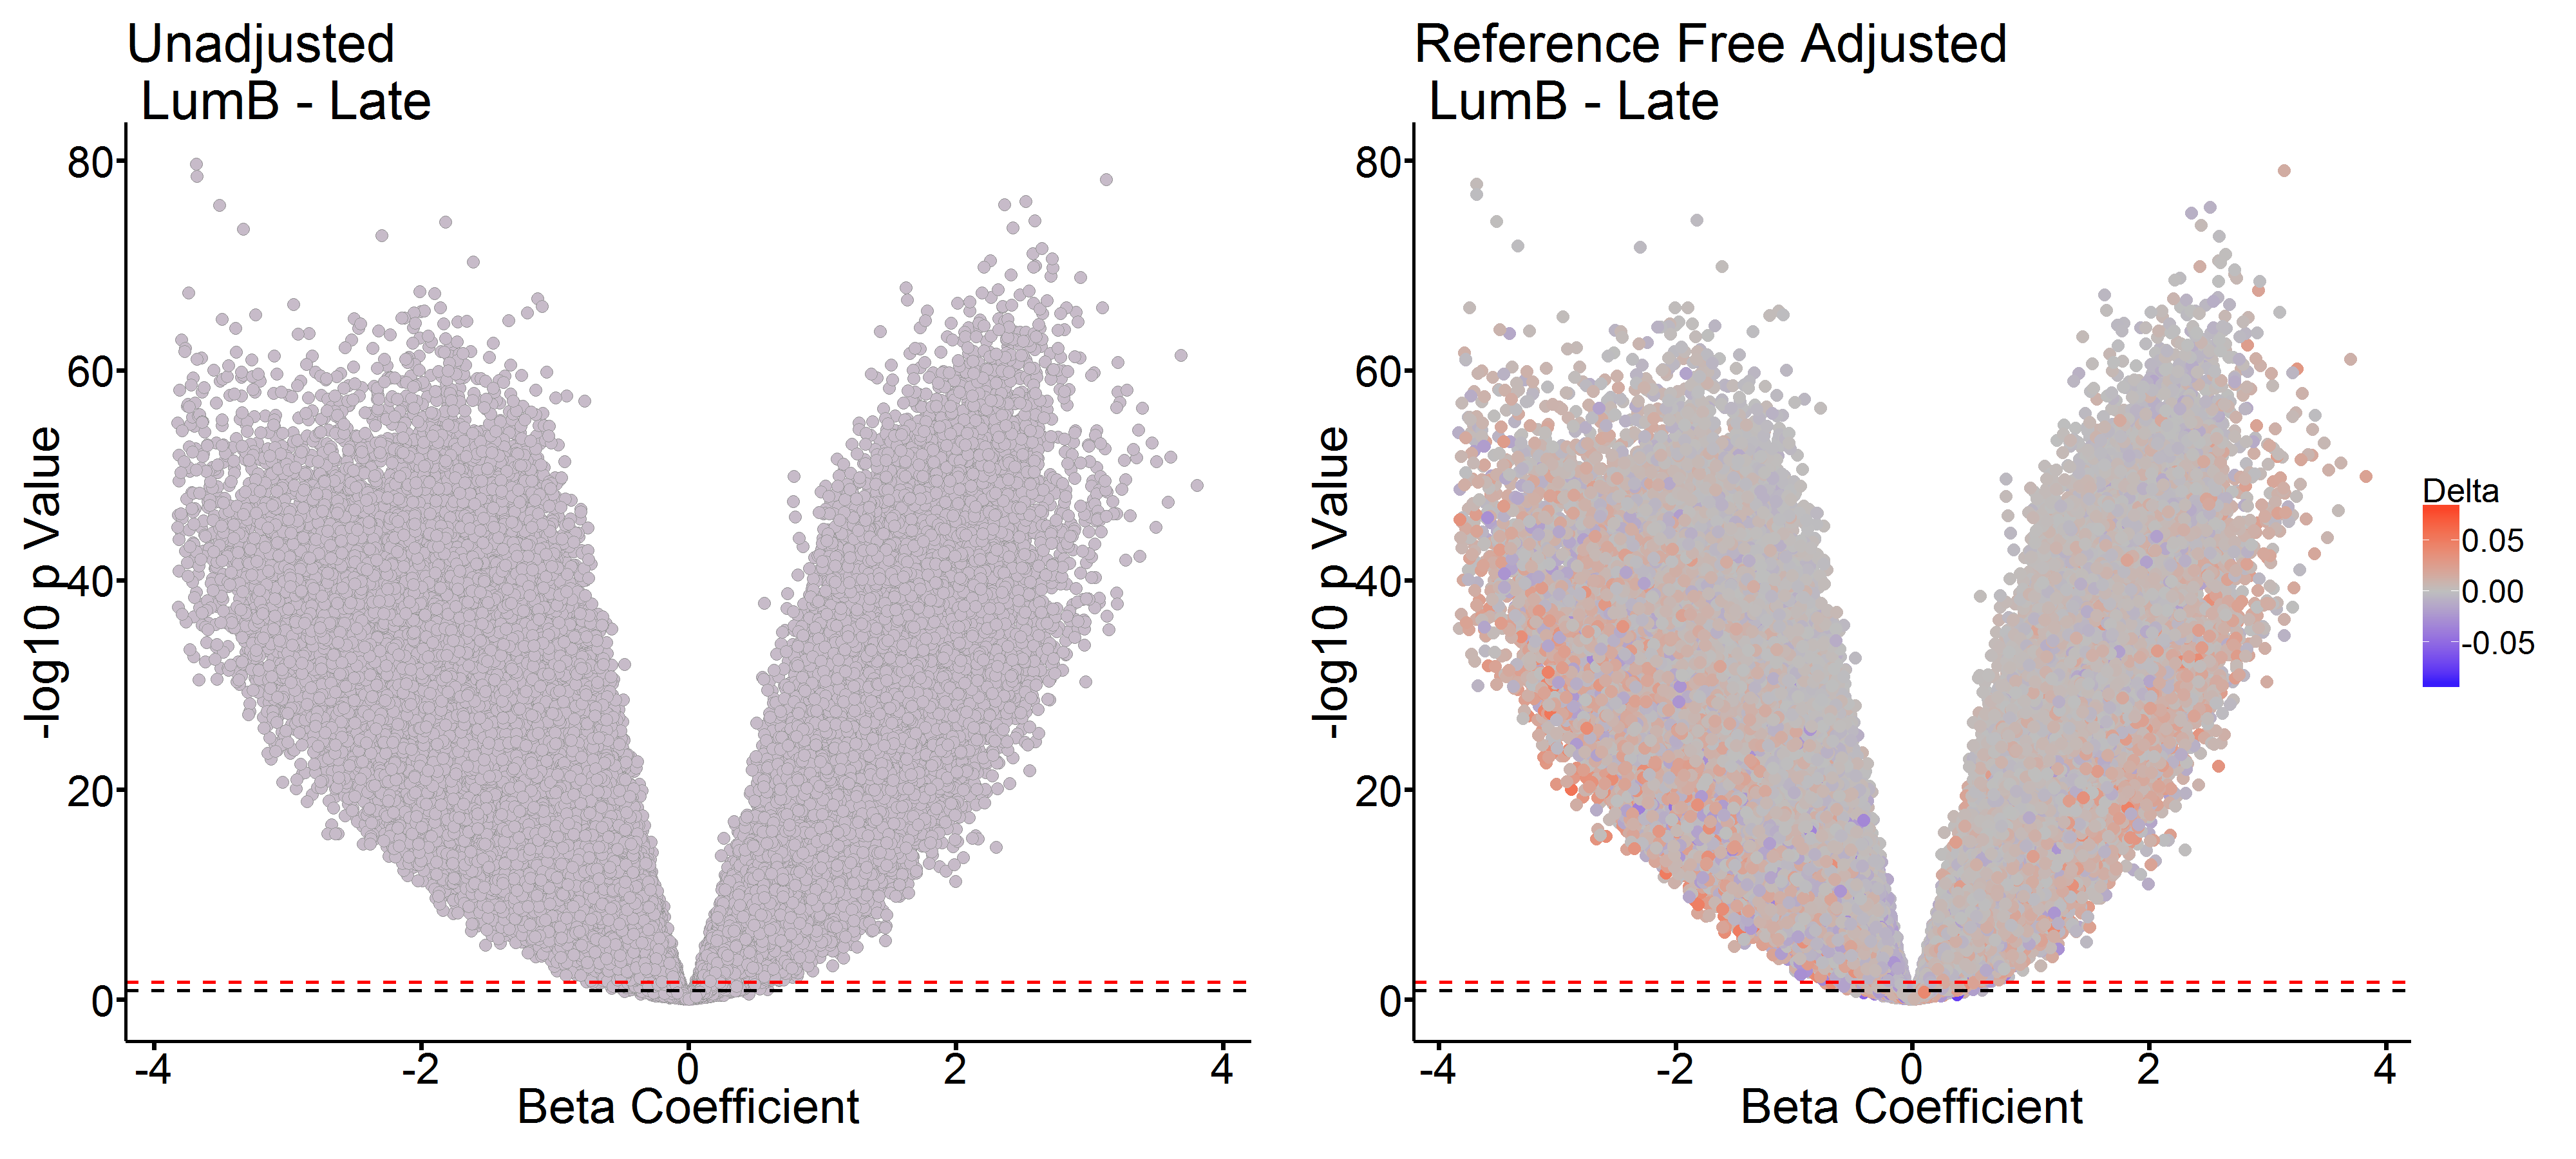 Unadjusted
LumB - Late
80
60
40
20
0
-log10 p Value
-4
-2
0
2
4
Beta Coefficient
Reference Free Adjusted
LumB - Late
80
60
40
20
0
-log10 p Value
-4
-2
0
2
4
Beta Coefficient
Delta
0.05
0.00
-0.05